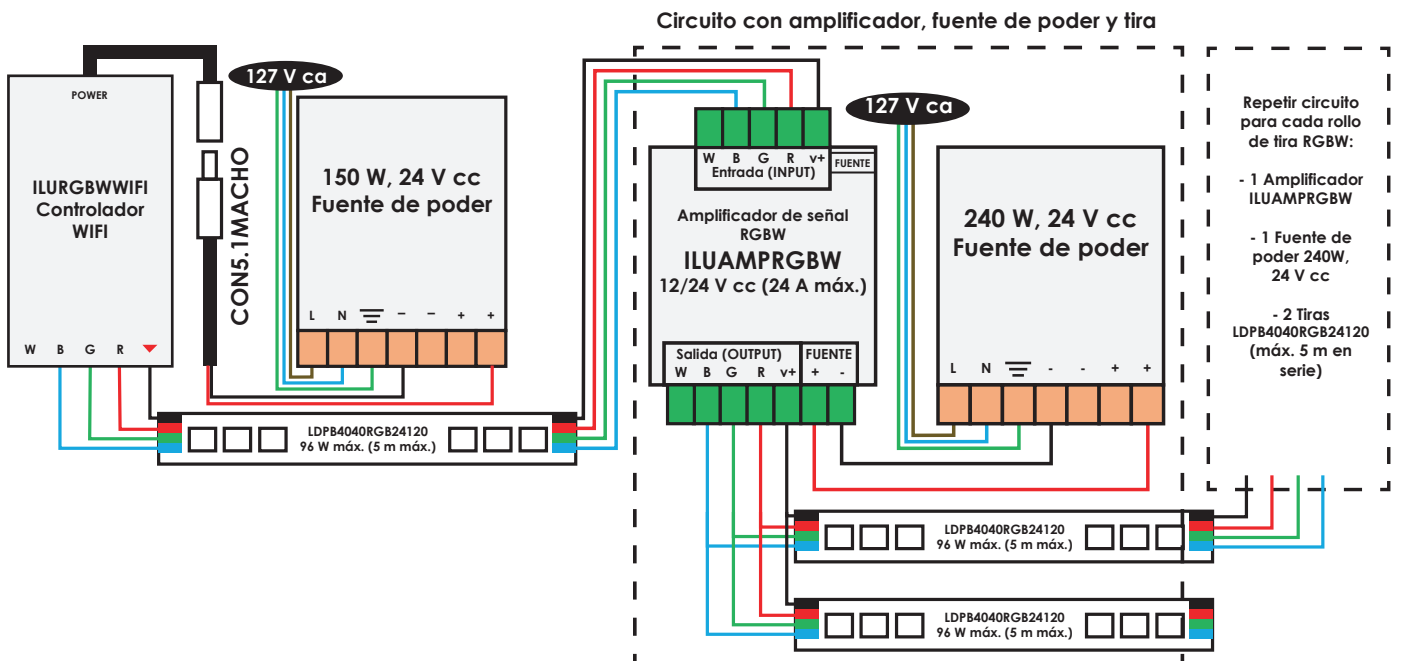 Circuito con amplificador, fuente de poder y tira
POWER
ILURGBWWIFI
Controlador
WIFI
W B G R
CON5.1MACHO
127 V ca
150 W, 24 V cc
Fuente de poder
L N − − + +
LDPB4040RGB24120
96 W máx. (5 m máx.)
W B G R v+
Entrada (INPUT)
FUENTE
Amplificador de señal
RGBW
ILUAMPRGBW
12/24 V cc (24 A máx.)
Salida (OUTPUT)
FUENTE
W B G R v+ + -
127 V ca
240 W, 24 V cc
Fuente de poder
L N - - + +
LDPB4040RGB24120
96 W máx. (5 m máx.)
LDPB4040RGB24120
96 W máx. (5 m máx.)
Repetir circuito
para cada rollo
de tira RGBW:
- 1 Amplificador
ILUAMPRGBW
- 1 Fuente de
poder 240W,
24 V cc
- 2 Tiras
LDPB4040RGB24120
(máx. 5 m en
serie)